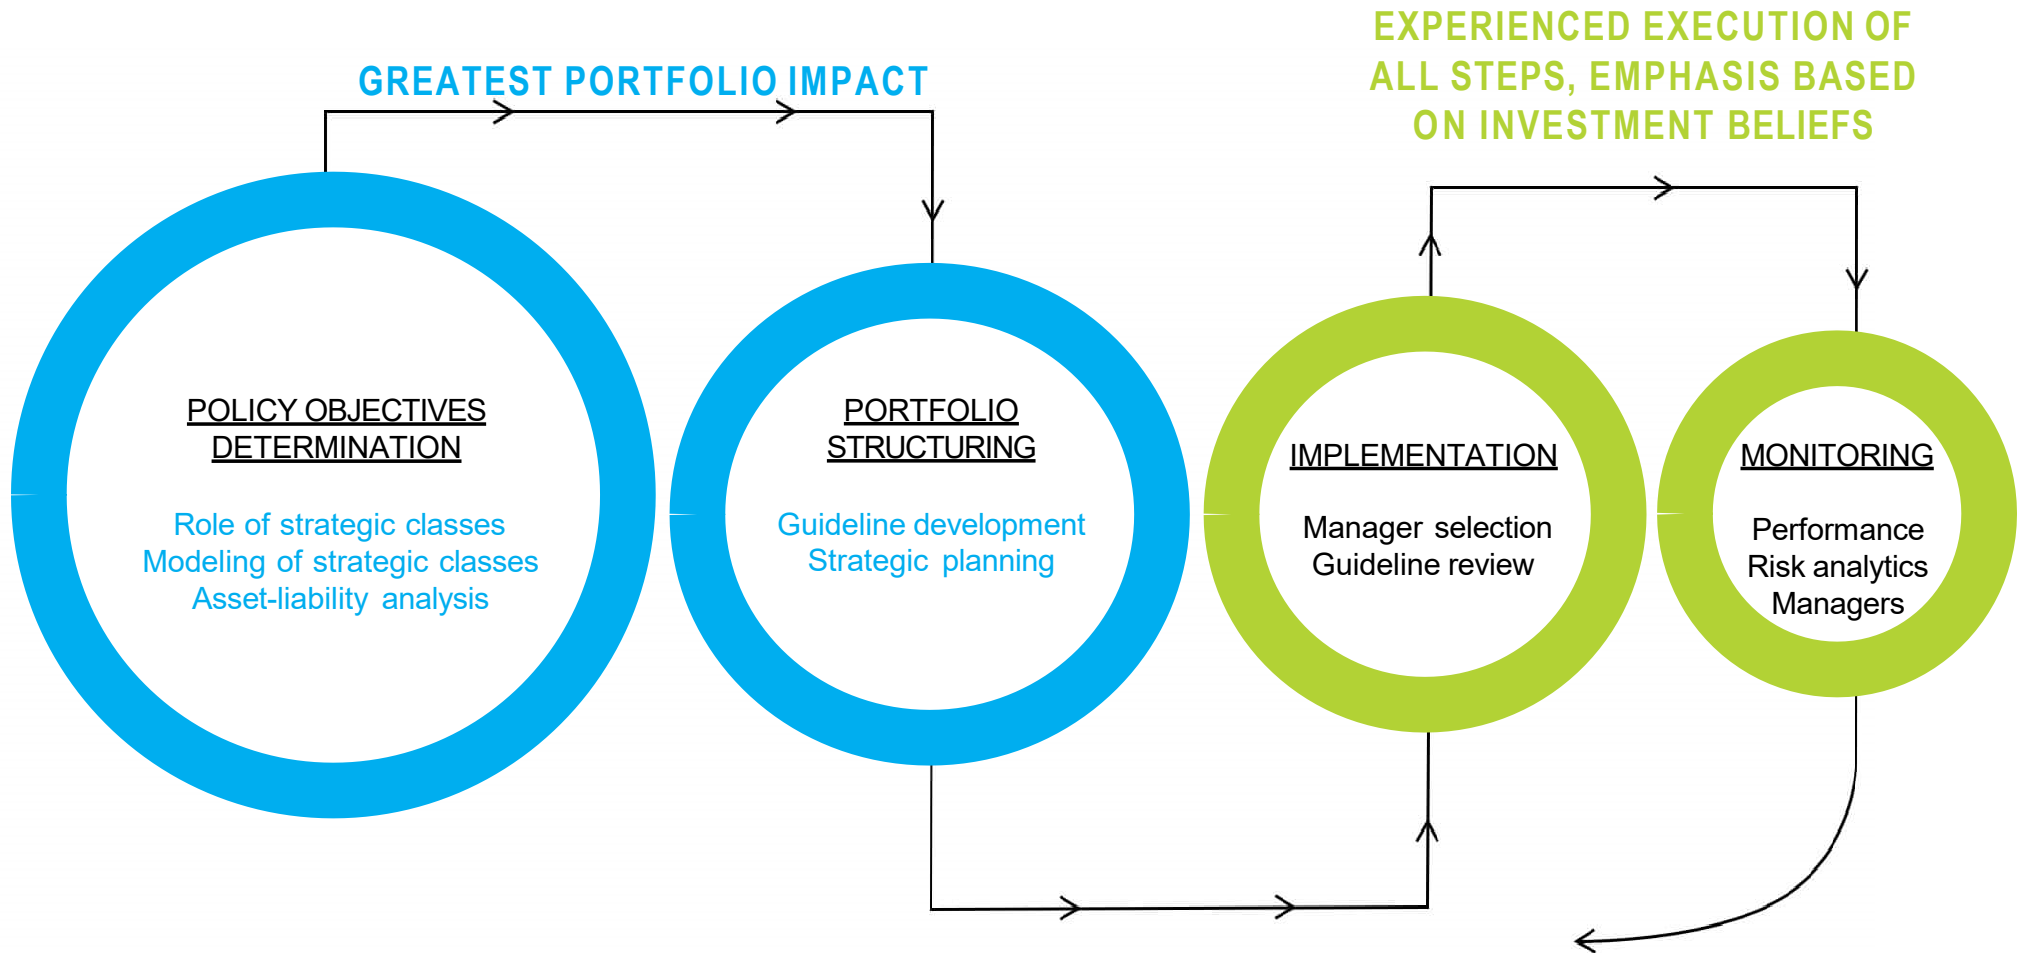 GREATEST PORTFOLIO IMPACT
EXPERIENCED EXECUTION OF
ALL STEPS, EMPHASIS BASED
ON INVESTMENT BELIEFS
POLICY OBJECTIVES
DETERMINATION
Role of strategic classes
Modeling of strategic classes
Asset-liability analysis
PORTFOLIO
STRUCTURING
Guideline development
Strategic planning
IMPLEMENTATION
Manager selection
Guideline review
MONITORING
Performance
Risk analytics
Managers